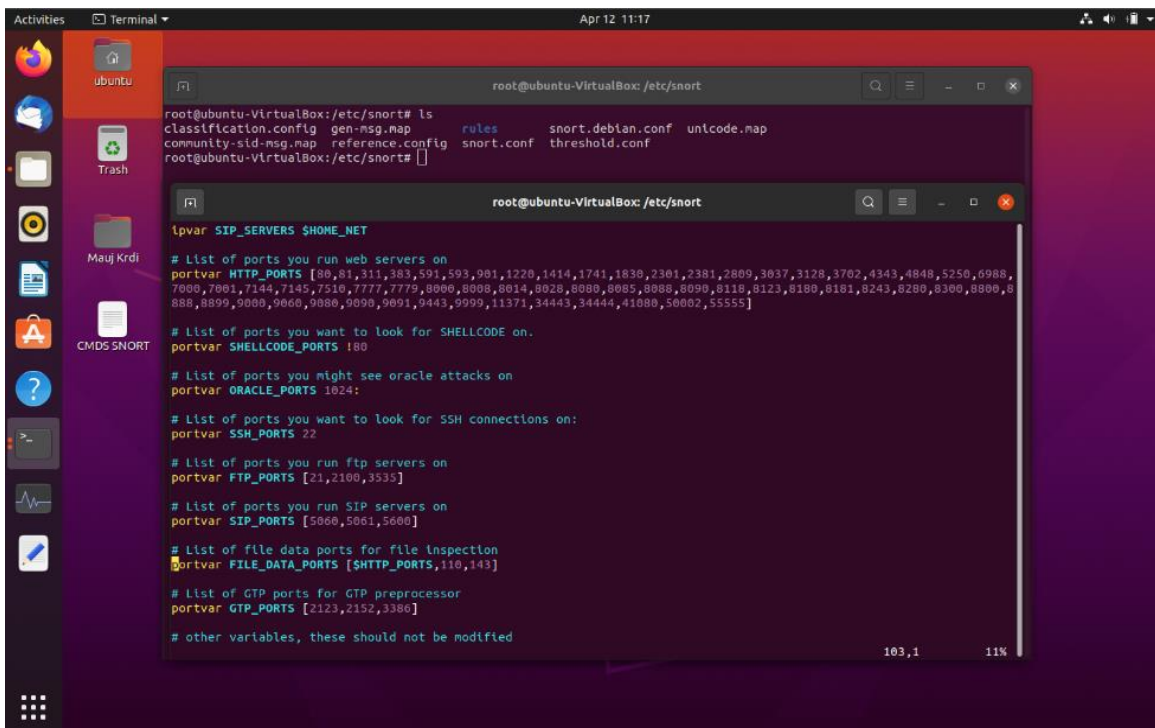 Activities Terminal Apr 12 11:17
ubuntu
Trash
Mauj Krdi
CMDS SNORT
root@ubuntu-VirtualBox: /etc/snort
root@ubuntu-VirtualBox:/etc/snort# ls
classification.config gen-msg.map rules snort.debian.conf unicode.map
community-sid-msg.map reference.config snort.conf threshold.conf
root@ubuntu-VirtualBox:/etc/snort#
root@ubuntu-VirtualBox: /etc/snort
ipvar SIP_SERVERS $HOME_NET
# List of ports you run web servers on
portvar HTTP_PORTS [80,81,311,383,591,593,901,1220,1414,1741,1830,2301,2381,2809,3037,3128,3702,4343,4848,5250,6988,
7000,7001,7144,7145,7510,7777,7779,8000,8008,8014,8028,8080,8085,8088,8090,8118,8123,8180,8181,8243,8280,8300,8800,8
888,8899,9000,9060,9080,9090,9091,9443,9999,11371,34443,34444,41080,50002,55555]
# List of ports you want to look for SHELLCODE on.
portvar SHELLCODE_PORTS !80
# List of ports you might see oracle attacks on
portvar ORACLE_PORTS 1024:
# List of ports you want to look for SSH connections on:
portvar SSH_PORTS 22
# List of ports you run ftp servers on
portvar FTP_PORTS [21,2100,3535]
# List of ports you run SIP servers on
portvar SIP_PORTS [5060,5061,5600]
# List of file data ports for file inspection
portvar FILE_DATA_PORTS [$HTTP_PORTS,110,143]
# List of GTP ports for GTP preprocessor
portvar GTP_PORTS [2123,2152,3386]
# other variables, these should not be modified
103,1 11%